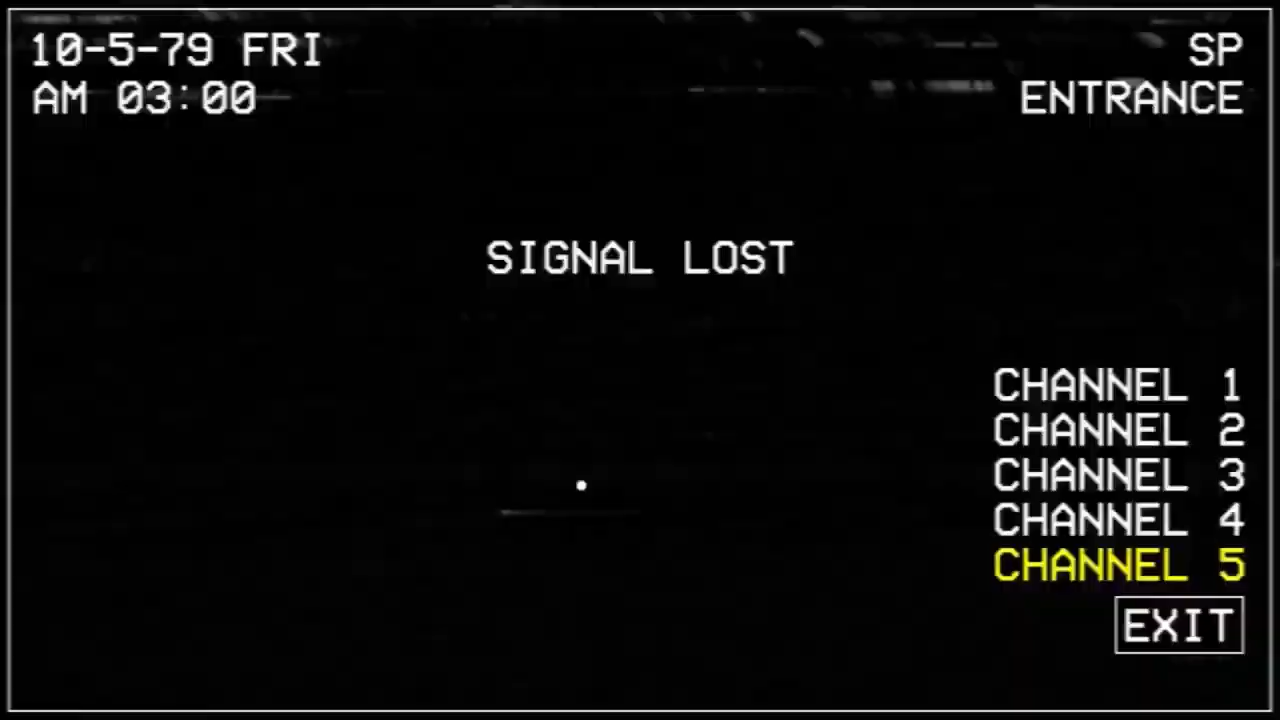 10-5-79 FRI
AM 03:00
SP
ENTRANCE
SIGNAL LOST
CHANNEL 1
CHANNEL 2
CHANNEL 3
CHANNEL 4
CHANNEL 5
EXIT